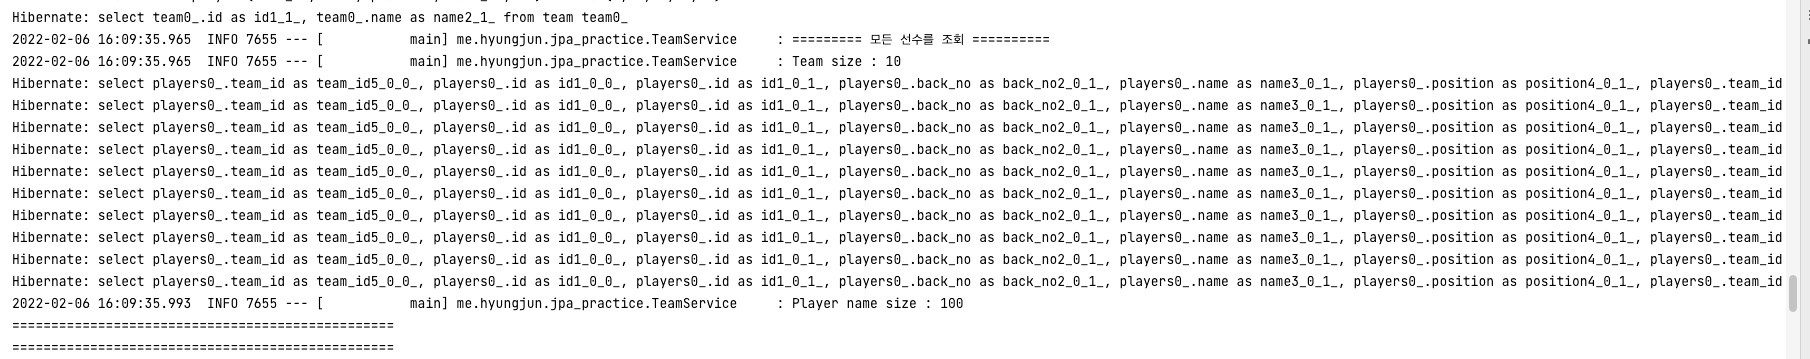 Hibernate: select team0_.id as id1_1_, team0_.name as name2_1_ from team team0_
2022-02-06 16:09:35.965  INFO 7655 --- [           main] me.hyungjun.jpa_practice.TeamService     : ========= 모든 선수를 조회 ==========
2022-02-06 16:09:35.965  INFO 7655 --- [           main] me.hyungjun.jpa_practice.TeamService     : Team size : 10
Hibernate: select players0_.team_id as team_id5_0_0_, players0_.id as id1_0_0_, players0_.id as id1_0_1_, players0_.back_no as back_no2_0_1_, players0_.name as name3_0_1_, players0_.position as position4_0_1_, players0_.team_id
Hibernate: select players0_.team_id as team_id5_0_0_, players0_.id as id1_0_0_, players0_.id as id1_0_1_, players0_.back_no as back_no2_0_1_, players0_.name as name3_0_1_, players0_.position as position4_0_1_, players0_.team_id
Hibernate: select players0_.team_id as team_id5_0_0_, players0_.id as id1_0_0_, players0_.id as id1_0_1_, players0_.back_no as back_no2_0_1_, players0_.name as name3_0_1_, players0_.position as position4_0_1_, players0_.team_id
Hibernate: select players0_.team_id as team_id5_0_0_, players0_.id as id1_0_0_, players0_.id as id1_0_1_, players0_.back_no as back_no2_0_1_, players0_.name as name3_0_1_, players0_.position as position4_0_1_, players0_.team_id
Hibernate: select players0_.team_id as team_id5_0_0_, players0_.id as id1_0_0_, players0_.id as id1_0_1_, players0_.back_no as back_no2_0_1_, players0_.name as name3_0_1_, players0_.position as position4_0_1_, players0_.team_id
Hibernate: select players0_.team_id as team_id5_0_0_, players0_.id as id1_0_0_, players0_.id as id1_0_1_, players0_.back_no as back_no2_0_1_, players0_.name as name3_0_1_, players0_.position as position4_0_1_, players0_.team_id
Hibernate: select players0_.team_id as team_id5_0_0_, players0_.id as id1_0_0_, players0_.id as id1_0_1_, players0_.back_no as back_no2_0_1_, players0_.name as name3_0_1_, players0_.position as position4_0_1_, players0_.team_id
Hibernate: select players0_.team_id as team_id5_0_0_, players0_.id as id1_0_0_, players0_.id as id1_0_1_, players0_.back_no as back_no2_0_1_, players0_.name as name3_0_1_, players0_.position as position4_0_1_, players0_.team_id
Hibernate: select players0_.team_id as team_id5_0_0_, players0_.id as id1_0_0_, players0_.id as id1_0_1_, players0_.back_no as back_no2_0_1_, players0_.name as name3_0_1_, players0_.position as position4_0_1_, players0_.team_id
Hibernate: select players0_.team_id as team_id5_0_0_, players0_.id as id1_0_0_, players0_.id as id1_0_1_, players0_.back_no as back_no2_0_1_, players0_.name as name3_0_1_, players0_.position as position4_0_1_, players0_.team_id
2022-02-06 16:09:35.993  INFO 7655 --- [           main] me.hyungjun.jpa_practice.TeamService     : Player name size : 100
=================================================
=================================================